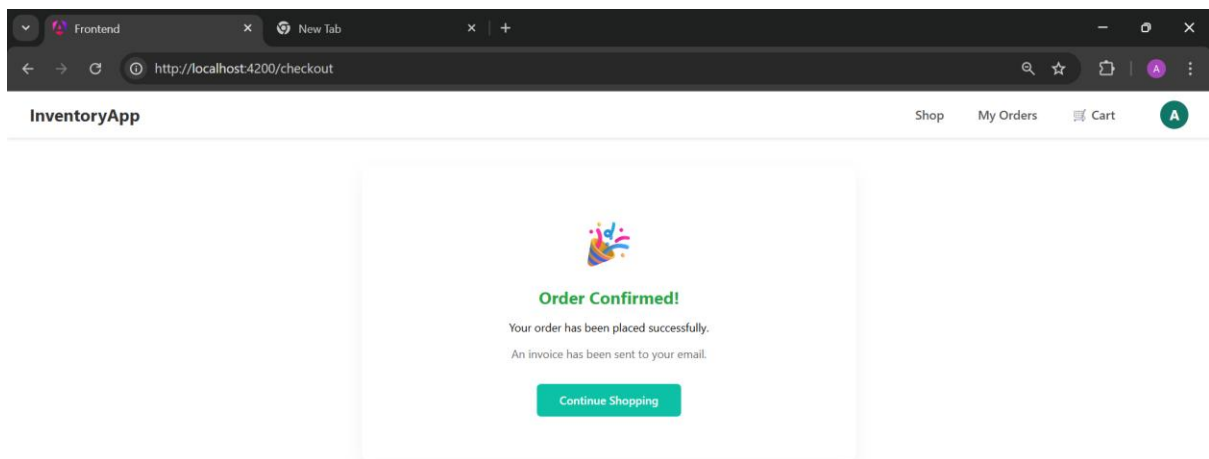 Frontend
New Tab
http://localhost:4200/checkout
A
InventoryApp
Shop
My Orders
Cart
A
Order Confirmed!
Your order has been placed successfully.
An invoice has been sent to your email.
Continue Shopping